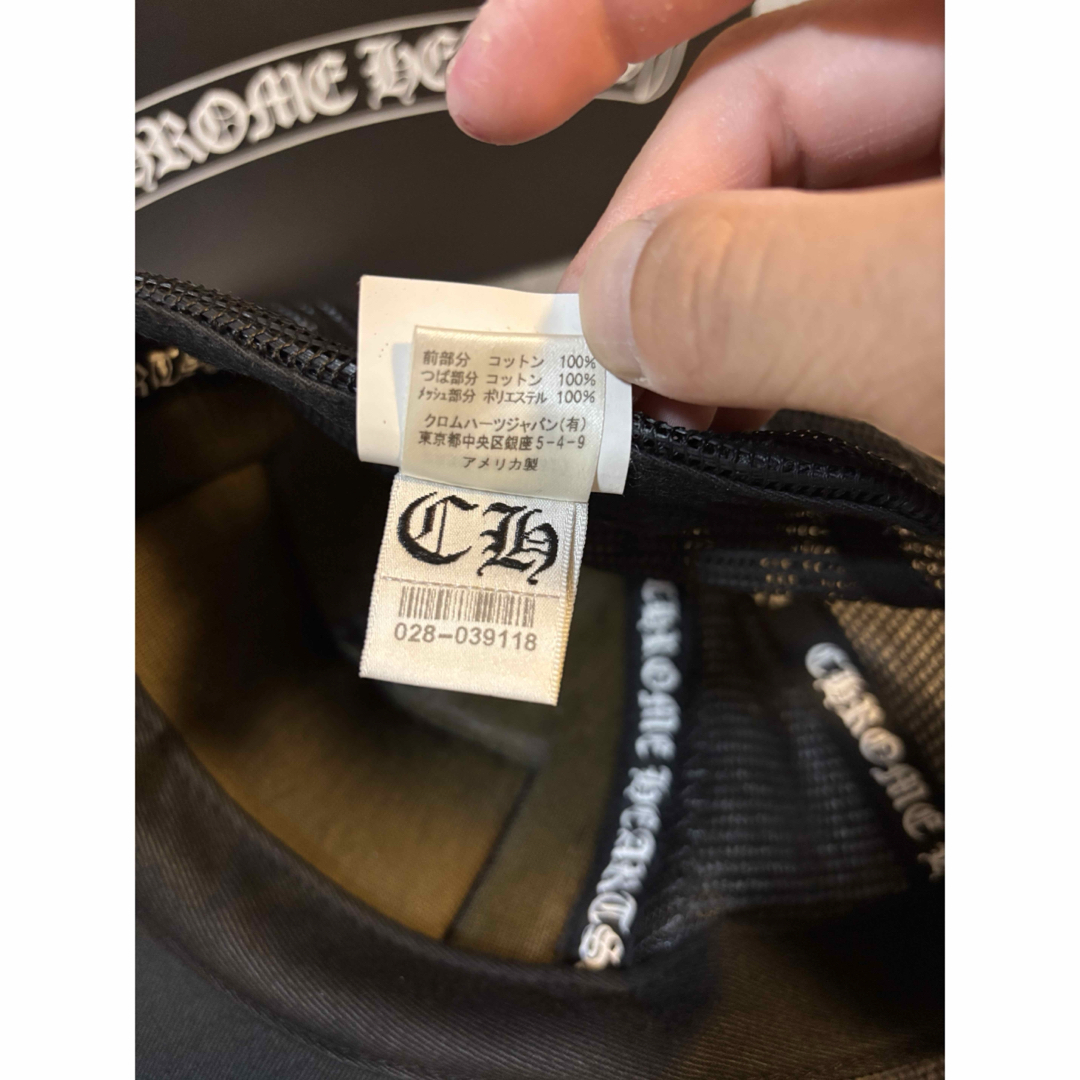 CHROME HE
前部分 コットン 100%
つば部分 コットン 100%
メッシュ部分 ポリエステル 100%
クロムハーツジャパン(有)
東京都中央区銀座5-4-9
アメリカ製
CH
028-039118
CHROME HEARTS
CHROME H